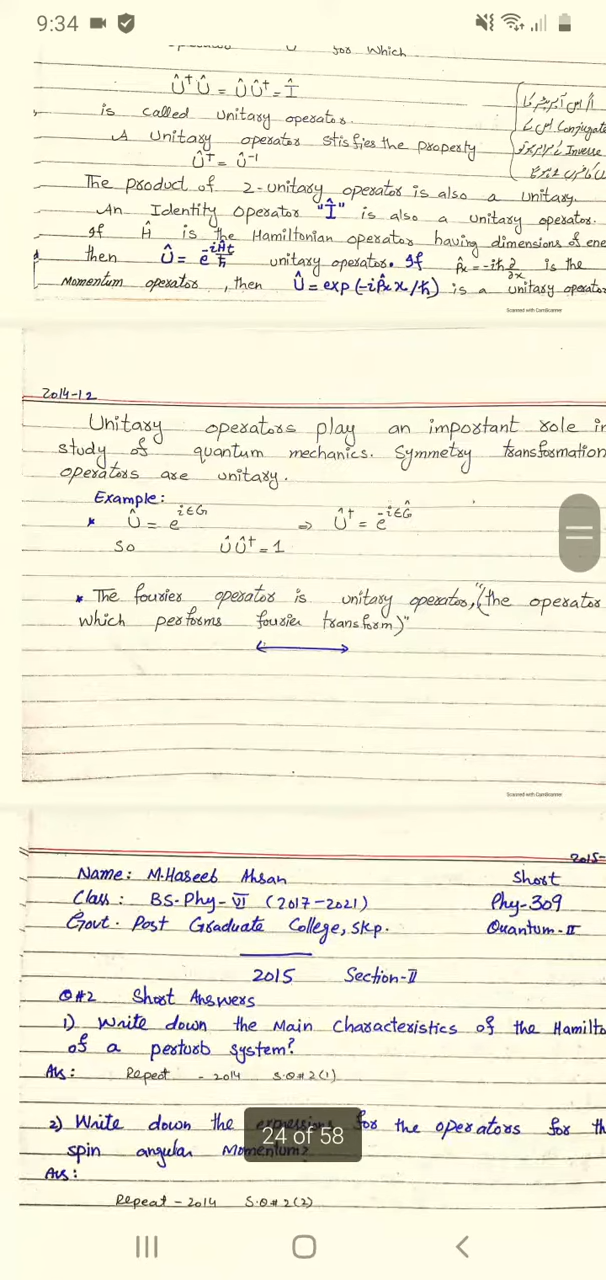 9:34
for which
Û†Û = ÛÛ† = Î
is called unitary operator.
A Unitary operator stisfies the property
Û† = Û⁻¹
The product of 2-unitary operator is also a unitary.
An Identity operator "Î" is also a unitary operator.
If Ĥ is the Hamiltonian operator having dimensions of ene
then Û = e^-iĤt/ħ unitary operator. If p̂x = -iħ ∂/∂x is the
Momentum operator, then Û = exp(-ip̂x x/ħ) is a unitary operator
Conjugate
Inverse
Scanned with CamScanner
2014-12
Unitary operators play an important role in
study of quantum mechanics. Symmetry transformation
operators are unitary.
Example:
* Û = e^iєG ⇒ Û† = e^-iєĜ
So ÛÛ† = 1
* The fourier operator is unitary operator, "(the operator
which performs fourier transform)"
Scanned with CamScanner
2015-
Name: M.Haseeb Ahsan Short
Class: BS-Phy-VI (2017-2021) Phy-309
Govt. Post Graduate College, SKp. Quantum-II
2015 Section-II
Q#2 Short Answers
1) Write down the Main Characteristics of the Hamilto
of a perturb system?
Ans: Repeat - 2014 S.Q#2(1)
2) Write down the expressions for the operators for th
spin angular Momentum?
24 of 58
Ans:
Repeat - 2014 S.Q#2(2)